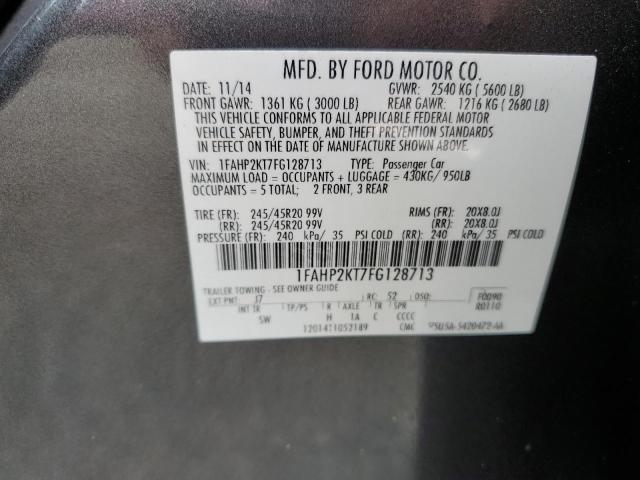 MFD. BY FORD MOTOR CO.
DATE: 11/14 GVWR: 2540 KG ( 5600 LB)
FRONT GAWR: 1361 KG ( 3000 LB) REAR GAWR: 1216 KG ( 2680 LB)
THIS VEHICLE CONFORMS TO ALL APPLICABLE FEDERAL MOTOR
VEHICLE SAFETY, BUMPER, AND THEFT PREVENTION STANDARDS
IN EFFECT ON THE DATE OF MANUFACTURE SHOWN ABOVE.
VIN: 1FAHP2KT7FG128713 TYPE: Passenger Car
MAXIMUM LOAD = OCCUPANTS + LUGGAGE = 430KG/ 950LB
OCCUPANTS = 5 TOTAL; 2 FRONT, 3 REAR
TIRE (FR): 245/45R20 99V RIMS (FR): 20X8.0J
(RR): 245/45R20 99V (RR): 20X8.0J
PRESSURE (FR): 240 kPa/ 35 PSI COLD (RR): 240 kPa/ 35 PSI COLD
1FAHP2KT7FG128713
TRAILER TOWING - SEE OWNER GUIDE
EXT PNT: J7 RC: 52 DSO: F0090
INT TR TP/PS R AXLE TR SPR R0110
5W H 1A C CCCC
CMC